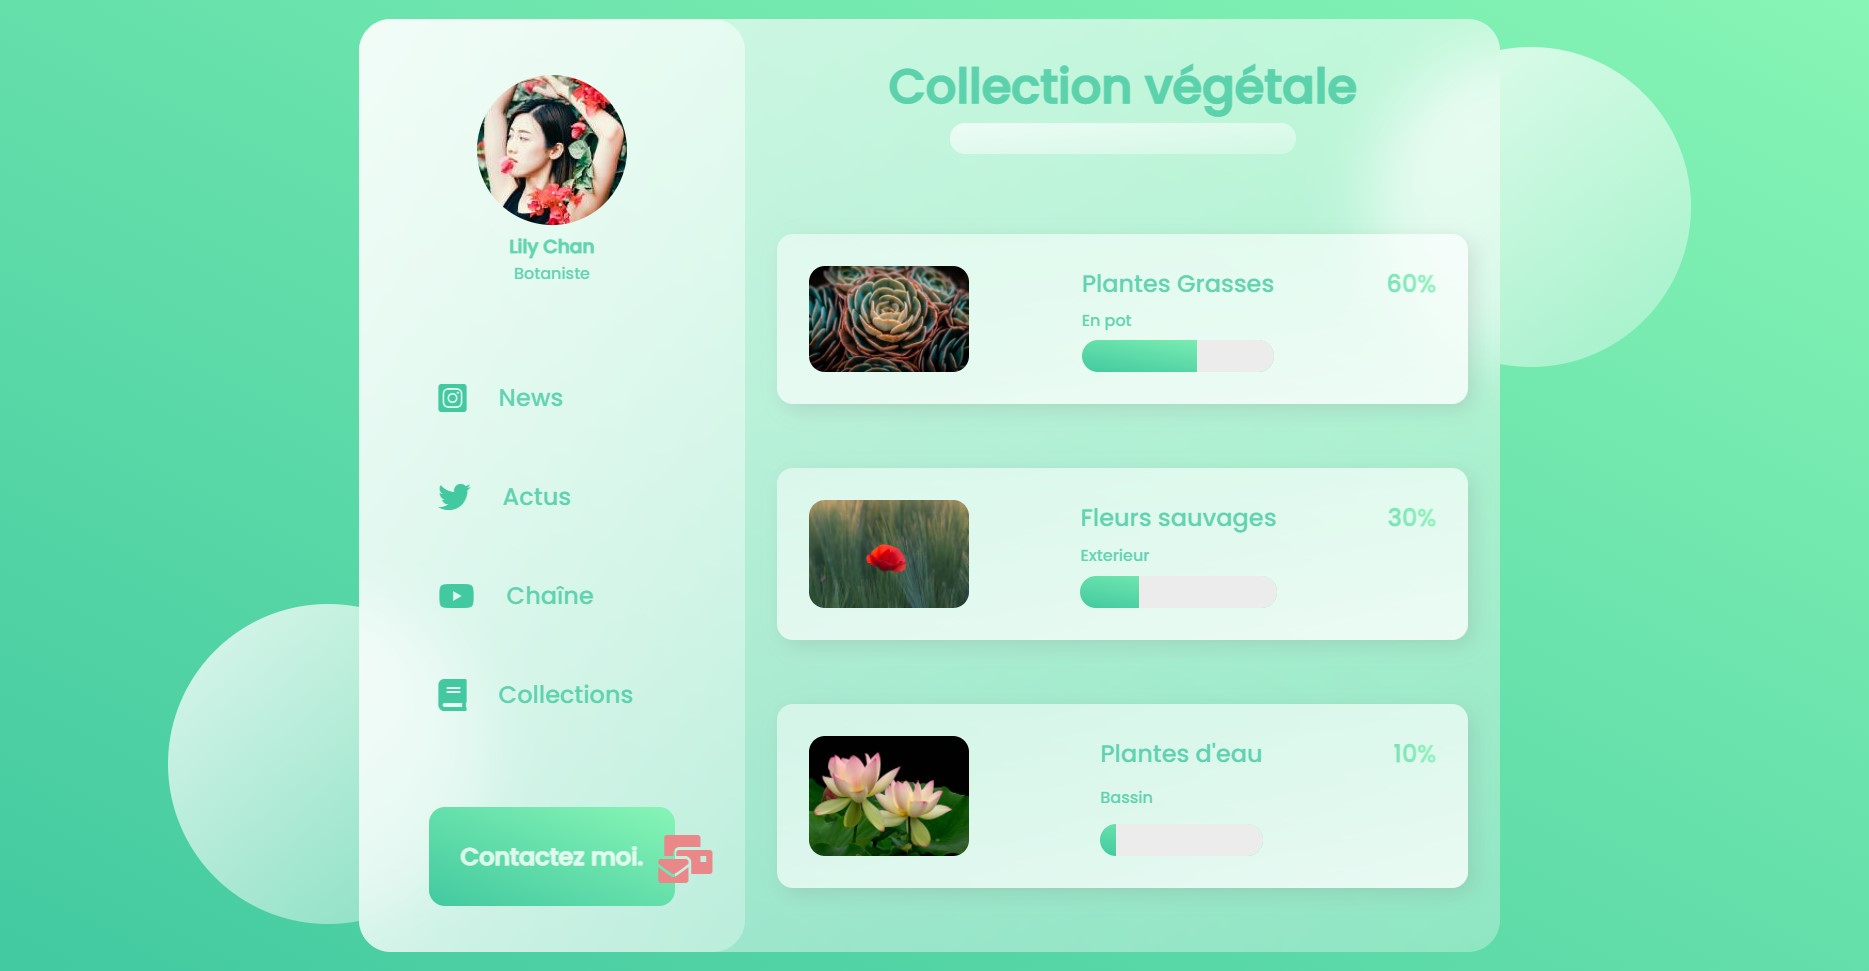 Collection végétale
Lily Chan
Botaniste
News
Actus
Chaîne
Collections
Contactez moi.
Plantes Grasses
60%
En pot
Fleurs sauvages
30%
Exterieur
Plantes d'eau
10%
Bassin